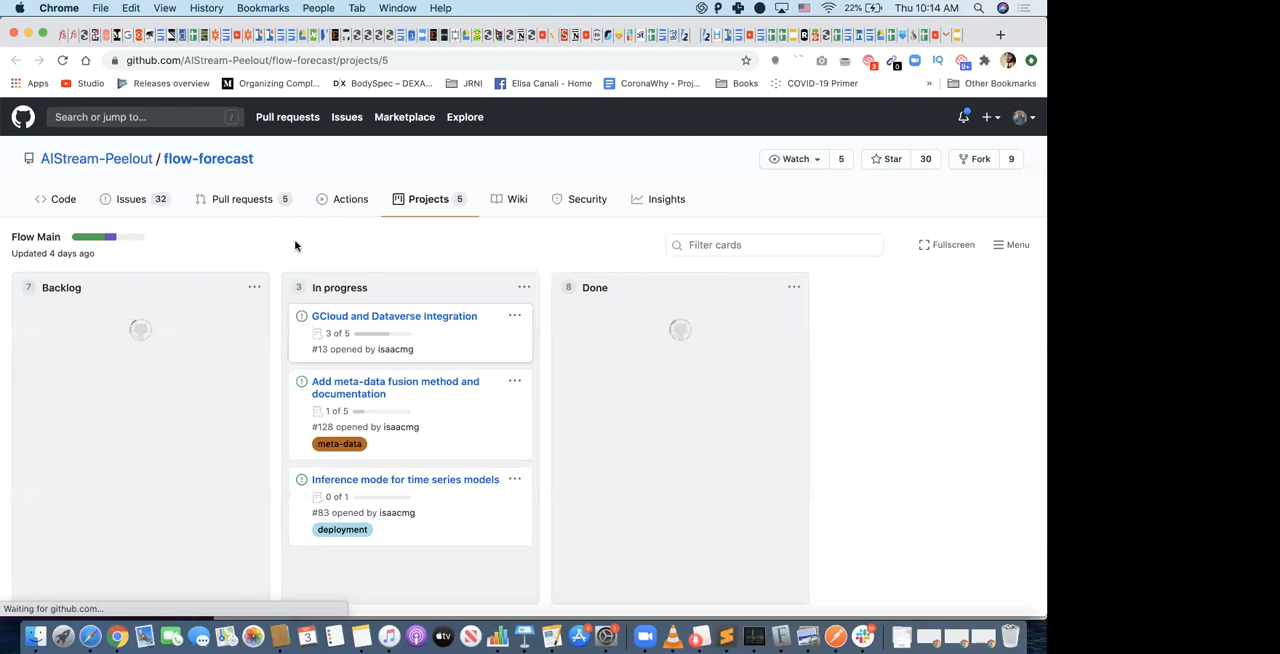 Chrome File Edit View History Bookmarks People Tab Window Help 22% Thu 10:14 AM
github.com/AIStream-Peelout/flow-forecast/projects/5
Apps Studio Releases overview Organizing Compl... BodySpec – DEXA... JRNI Elisa Canali - Home CoronaWhy - Proj... Books COVID-19 Primer » Other Bookmarks
Search or jump to... / Pull requests Issues Marketplace Explore
AIStream-Peelout / flow-forecast Watch 5 Star 30 Fork 9
Code Issues 32 Pull requests 5 Actions Projects 5 Wiki Security Insights
Flow Main
Updated 4 days ago
Filter cards Fullscreen Menu
7 Backlog
3 In progress
GCloud and Dataverse Integration
3 of 5
#13 opened by isaacmg
Add meta-data fusion method and
documentation
1 of 5
#128 opened by isaacmg
meta-data
Inference mode for time series models
0 of 1
#83 opened by isaacmg
deployment
8 Done
Waiting for github.com...